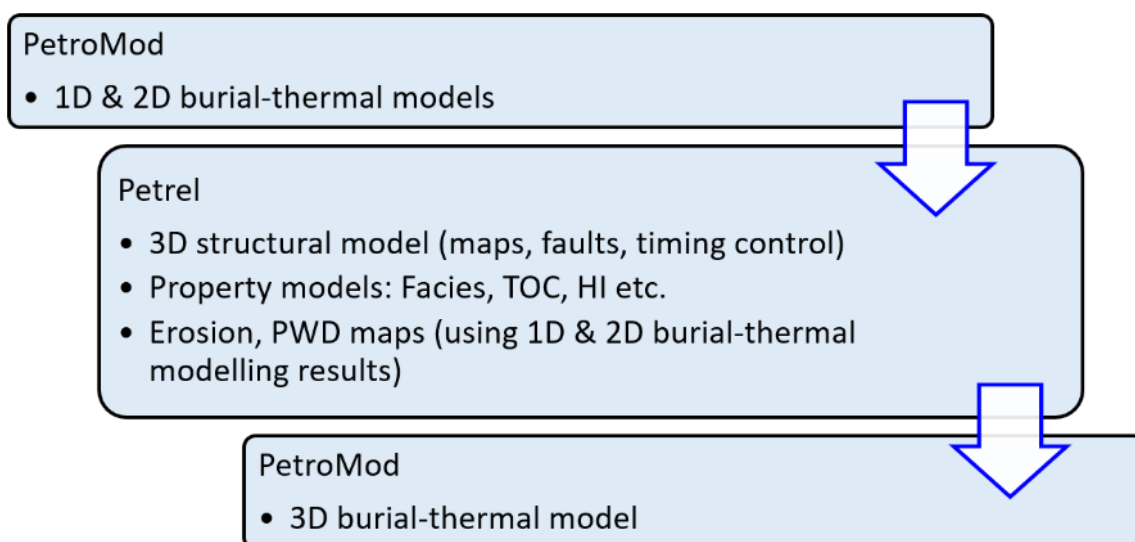 PetroMod
• 1D & 2D burial-thermal models
Petrel
• 3D structural model (maps, faults, timing control)
• Property models: Facies, TOC, HI etc.
• Erosion, PWD maps (using 1D & 2D burial-thermal
modelling results)
PetroMod
• 3D burial-thermal model